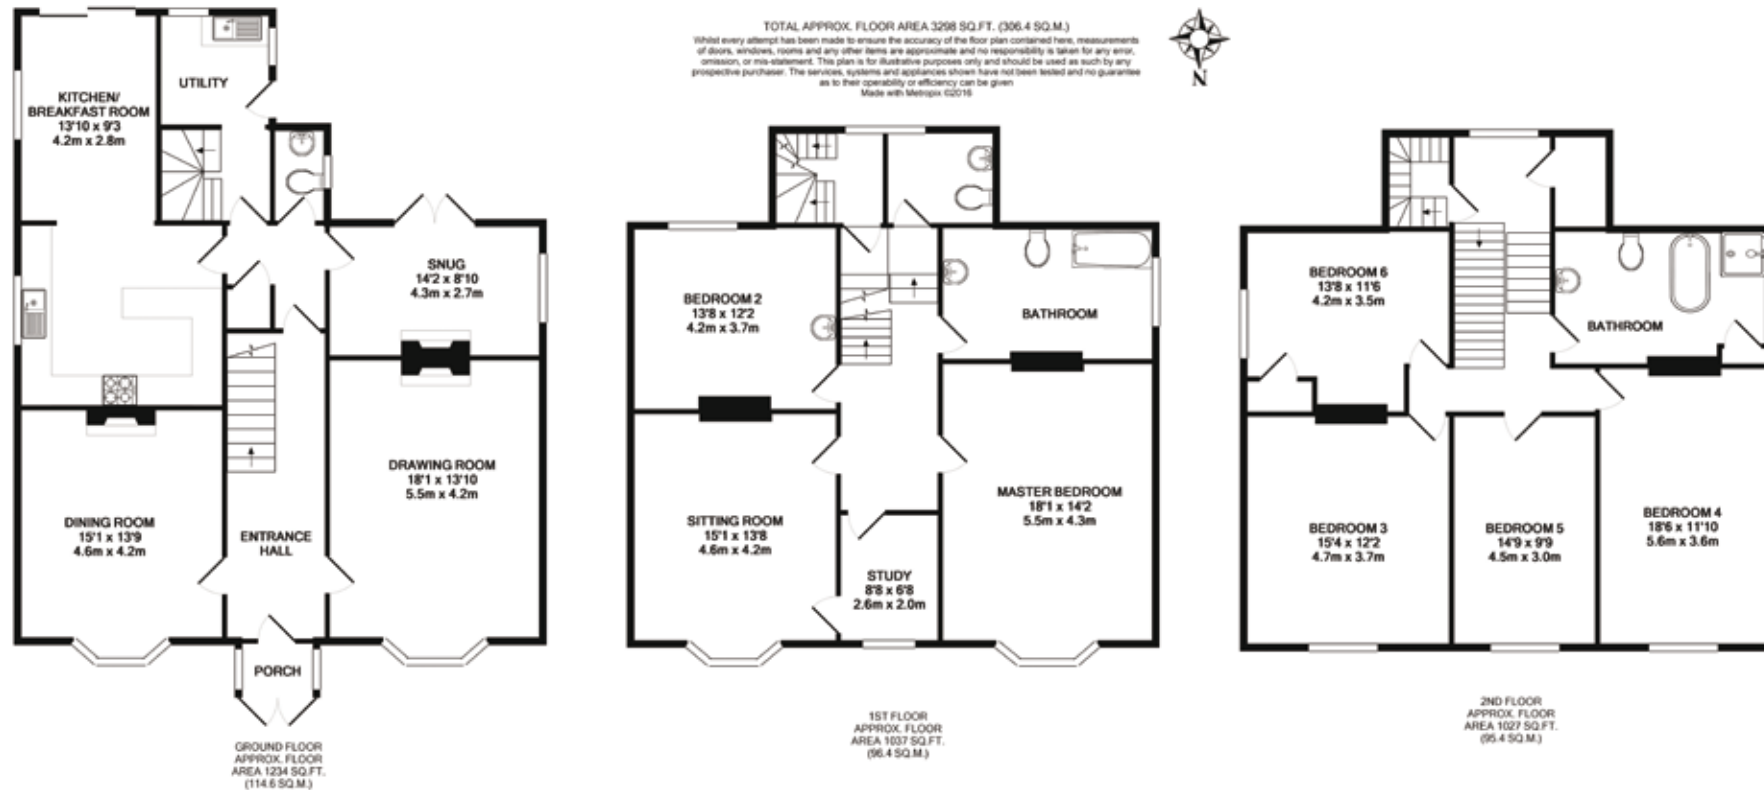 TOTAL APPROX. FLOOR AREA 3298 SQ.FT. (306.4 SQ.M.)
Whilst every attempt has been made to ensure the accuracy of the floor plan contained here, measurements
of doors, windows, rooms and any other items are approximate and no responsibility is taken for any error,
omission, or mis-statement. This plan is for illustrative purposes only and should be used as such by any
prospective purchaser. The services, systems and appliances shown have not been tested and no guarantee
as to their operability or efficiency can be given
Made with Metropix ©2016
N
UTILITY
KITCHEN/
BREAKFAST ROOM
13'10 x 9'3
4.2m x 2.8m
SNUG
14'2 x 8'10
4.3m x 2.7m
DRAWING ROOM
18'1 x 13'10
5.5m x 4.2m
DINING ROOM
15'1 x 13'9
4.6m x 4.2m
ENTRANCE
HALL
PORCH
GROUND FLOOR
APPROX. FLOOR
AREA 1234 SQ.FT.
(114.6 SQ.M.)
BEDROOM 2
13'8 x 12'2
4.2m x 3.7m
BATHROOM
SITTING ROOM
15'1 x 13'8
4.6m x 4.2m
MASTER BEDROOM
18'1 x 14'2
5.5m x 4.3m
STUDY
8'8 x 6'8
2.6m x 2.0m
1ST FLOOR
APPROX. FLOOR
AREA 1037 SQ.FT.
(96.4 SQ.M.)
BEDROOM 6
13'8 x 11'6
4.2m x 3.5m
BATHROOM
BEDROOM 3
15'4 x 12'2
4.7m x 3.7m
BEDROOM 5
14'9 x 9'9
4.5m x 3.0m
BEDROOM 4
18'6 x 11'10
5.6m x 3.6m
2ND FLOOR
APPROX. FLOOR
AREA 1027 SQ.FT.
(95.4 SQ.M.)